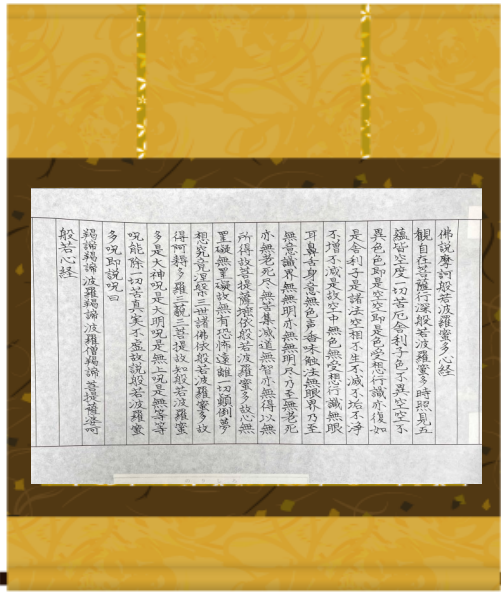 佛説摩訶般若波羅蜜多心経
観自在菩薩行深般若波羅蜜多時照見五
蘊皆空度一切苦厄舎利子色不異空空不
異色色即是空空即是色受想行識亦復如
是舎利子是諸法空相不生不滅不垢不浄
不増不減是故空中無色無受想行識無眼
耳鼻舌身意無色声香味触法無眼界乃至
無意識界無無明亦無無明尽乃至無老死
亦無老死尽無苦集滅道無智亦無得以無
所得故菩提薩埵依般若波羅蜜多故心無
罣礙無罣礙故無有恐怖遠離一切顛倒夢
想究竟涅槃三世諸佛依般若波羅蜜多故
得阿耨多羅三藐三菩提故知般若波羅蜜
多是大神呪是大明呪是無上呪是無等等
呪能除一切苦真実不虚故説般若波羅蜜
多呪即説呪曰
羯諦羯諦波羅羯諦波羅僧羯諦菩提薩婆訶
般若心経